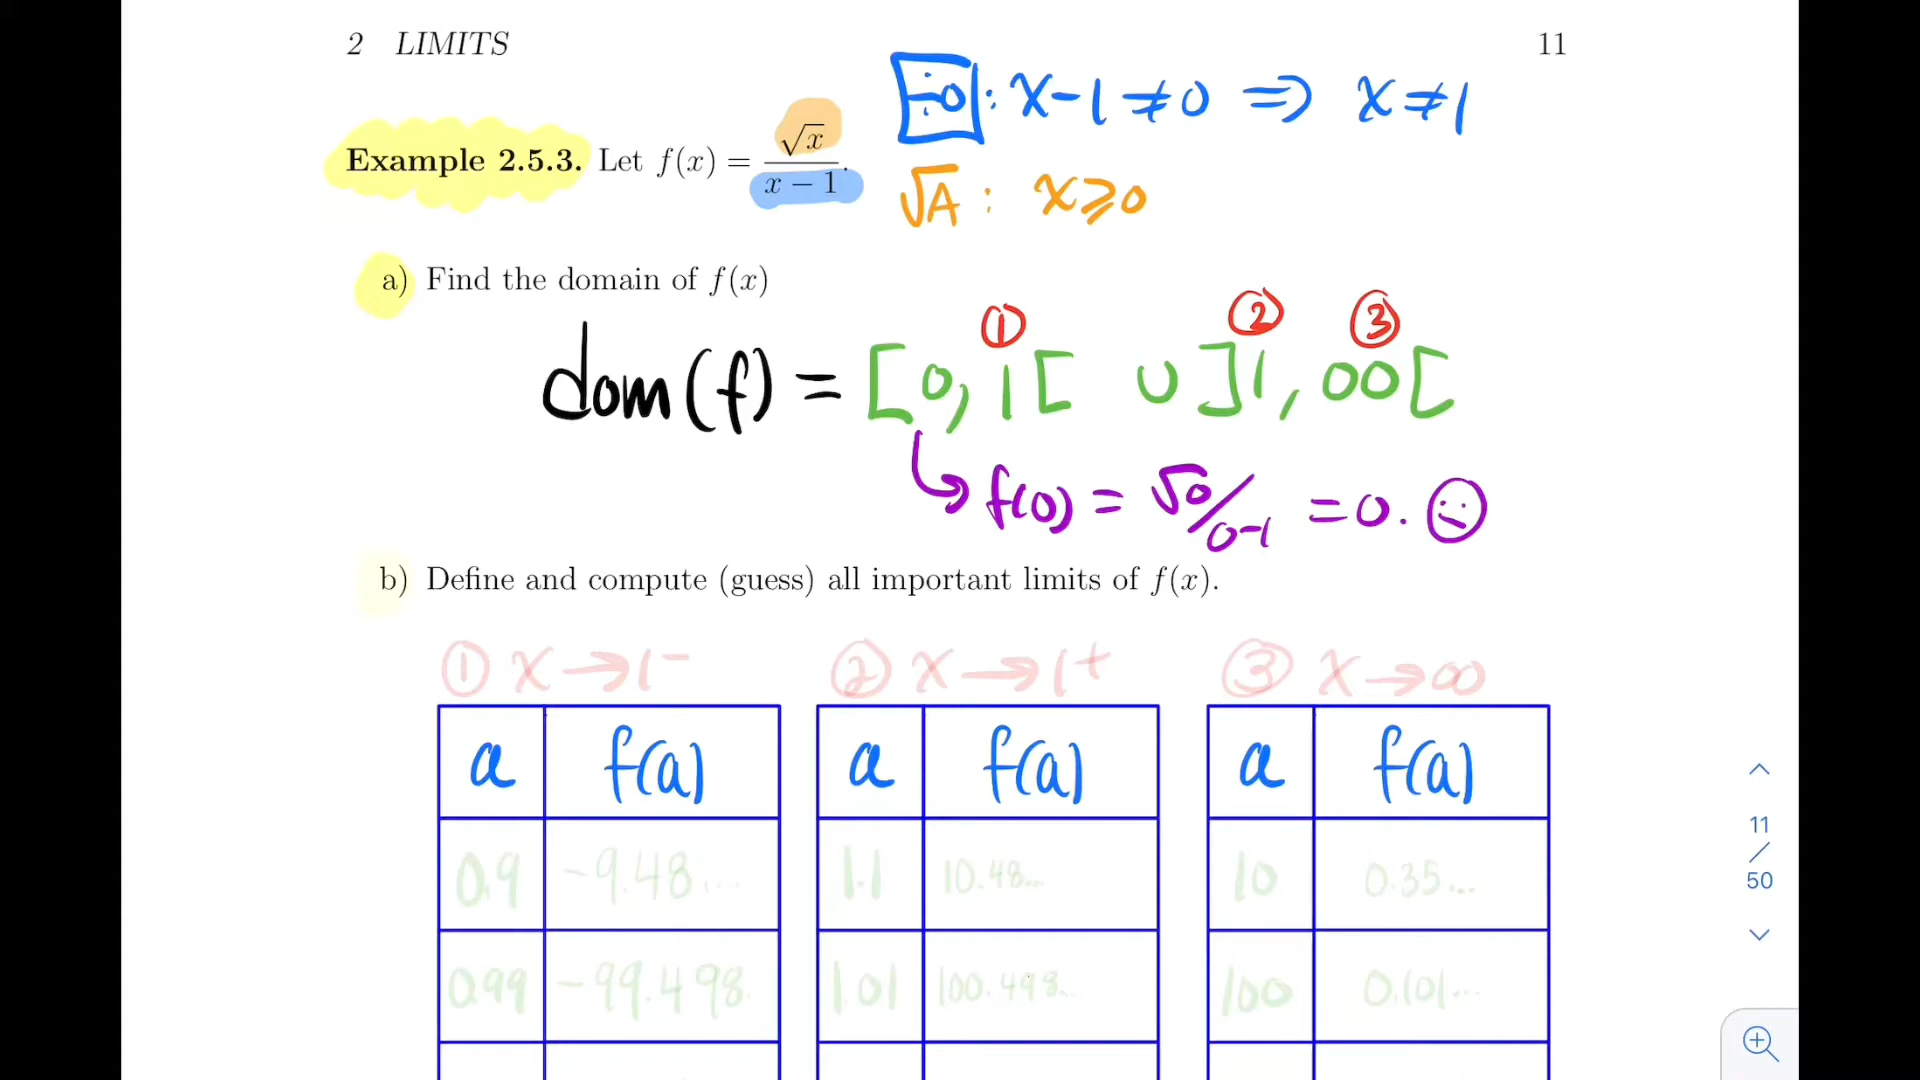 2 LIMITS 11
÷0 : x-1≠0 ⇒ x≠1
Example 2.5.3. Let f(x) = √x / x − 1.
√A : x⩾0
a) Find the domain of f(x)
① ② ③
dom(f) = [0,1[ ∪ ]1,∞[
↳ f(0) = √0/0-1 = 0. ☺
b) Define and compute (guess) all important limits of f(x).
① x→1⁻ ② x→1⁺ ③ x→∞
a f(a) a f(a) a f(a)
0.9 -9.48... 1.1 10.48... 10 0.35...
11
/
50
0.99 -99.498. 1.01 100.498... 100 0.101...